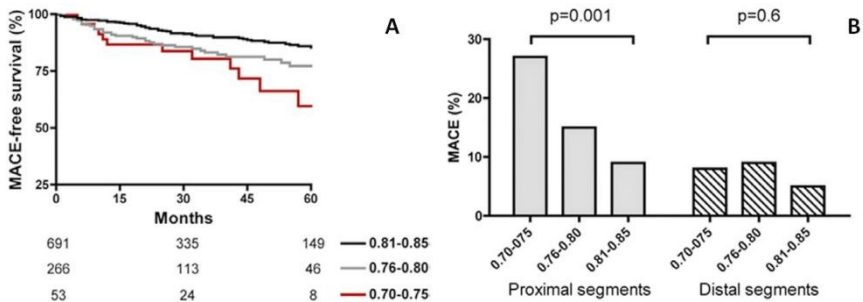 A
MACE-free survival (%)
100
75
50
25
0 15 30 45 60
Months
691 335 149 0.81-0.85
266 113 46 0.76-0.80
53 24 8 0.70-0.75
B
p=0.001 p=0.6
MACE (%)
30
20
10
0
0.70-075 0.76-0.80 0.81-0.85 0.70-075 0.76-0.80 0.81-0.85
Proximal segments Distal segments